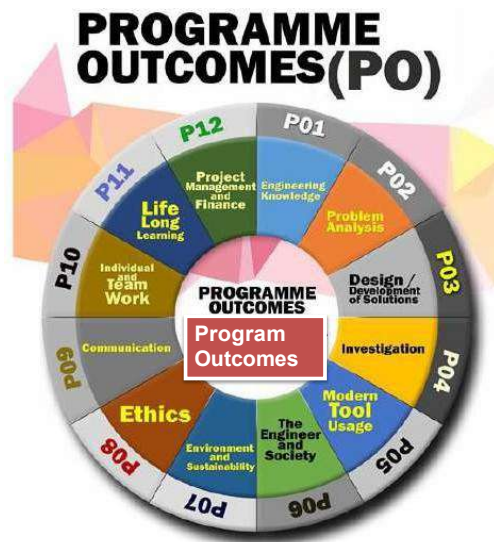 PROGRAMME
OUTCOMES(PO)
P01
Engineering
Knowledge
P02
Problem
Analysis
P03
Design /
Development
of Solutions
P04
Investigation
P05
Modern
Tool
Usage
P06
The
Engineer
and
Society
P07
Environment
and
Sustainability
P08
Ethics
P09
Communication
P10
Individual
and
Team
Work
P11
Life
Long
Learning
P12
Project
Management
and
Finance
PROGRAMME
OUTCOMES
Program
Outcomes